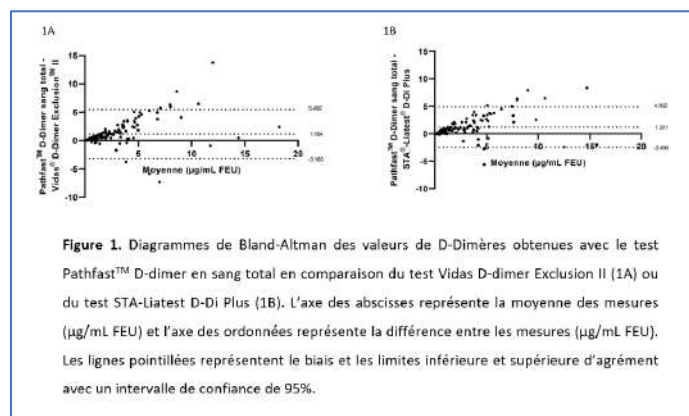 1A
1B
Pathfast™ D-Dimer sang total -
Vidas® D-Dimer Exclusion™ II
15
10
5
0
-5
-10
5
10
15
20
5.492
1.164
Moyenne (µg/mL FEU)
Pathfast™ D-Dimer sang total -
STA®-Liatest® D-Di Plus
15
10
5
0
-5
-10
5
10
15
20
Moyenne (µg/mL FEU)
Figure 1. Diagrammes de Bland-Altman des valeurs de D-Dimères obtenues avec le test
Pathfast™ D-dimer en sang total en comparaison du test Vidas D-dimer Exclusion II (1A) ou
du test STA-Liatest D-Di Plus (1B). L’axe des abscisses représente la moyenne des mesures
(µg/mL FEU) et l’axe des ordonnées représente la différence entre les mesures (µg/mL FEU).
Les lignes pointillées représentent le biais et les limites inférieure et supérieure d’agrément
avec un intervalle de confiance de 95%.